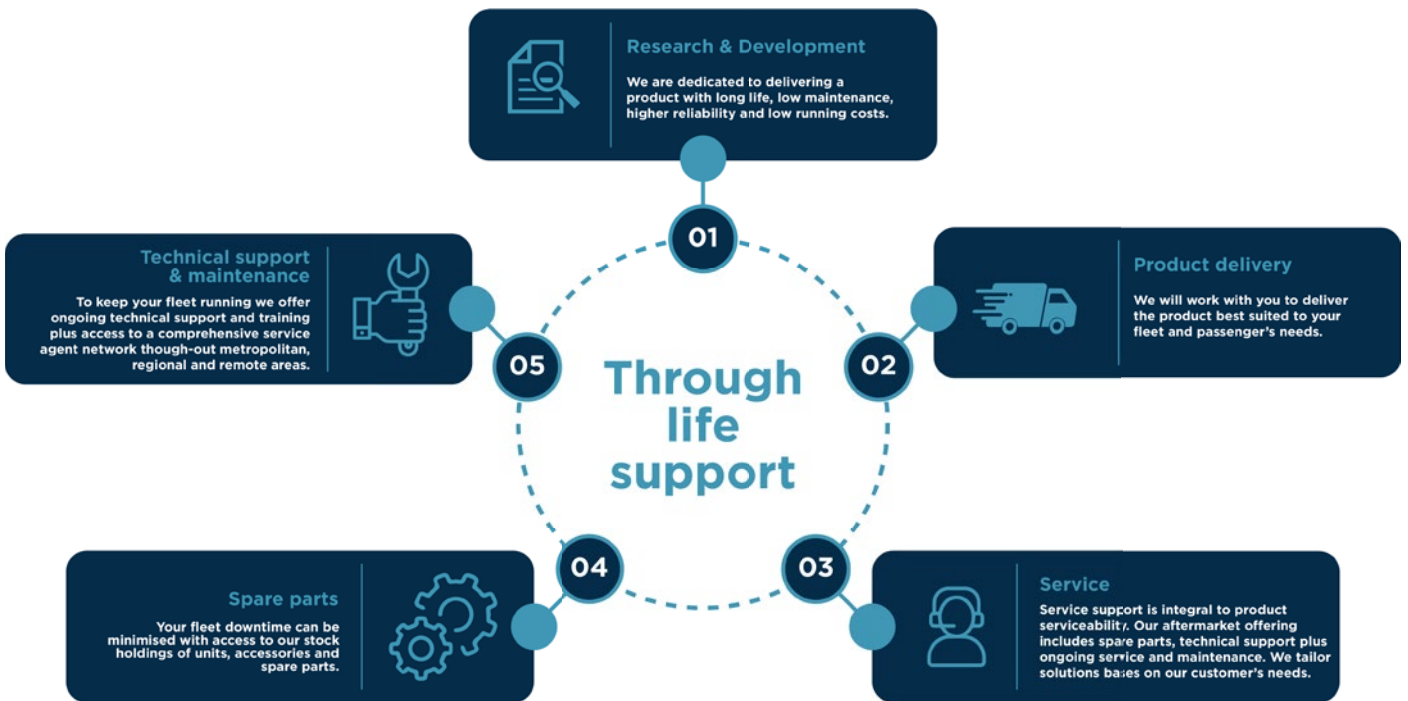 Research & Development
We are dedicated to delivering a
product with long life, low maintenance,
higher reliability and low running costs.
01
Product delivery
We will work with you to deliver
the product best suited to your
fleet and passenger's needs.
02
Service
Service support is integral to product
serviceability. Our aftermarket offering
includes spare parts, technical support plus
ongoing service and maintenance. We tailor
solutions bases on our customer's needs.
03
Spare parts
Your fleet downtime can be
minimised with access to our stock
holdings of units, accessories and
spare parts.
04
Technical support
& maintenance
To keep your fleet running we offer
ongoing technical support and training
plus access to a comprehensive service
agent network though-out metropolitan,
regional and remote areas.
05
Through
life
support